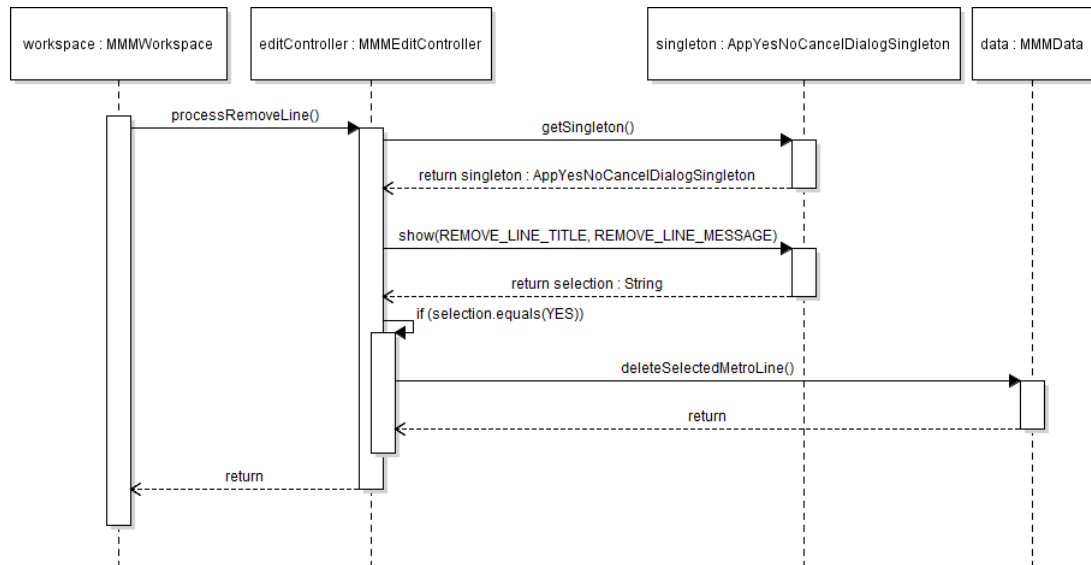 workspace : MMMWorkspace
editController : MMMEditController
singleton : AppYesNoCancelDialogSingleton
data : MMMData
processRemoveLine()
getSingleton()
return singleton : AppYesNoCancelDialogSingleton
show(REMOVE_LINE_TITLE, REMOVE_LINE_MESSAGE)
return selection : String
if (selection.equals(YES))
deleteSelectedMetroLine()
return
return